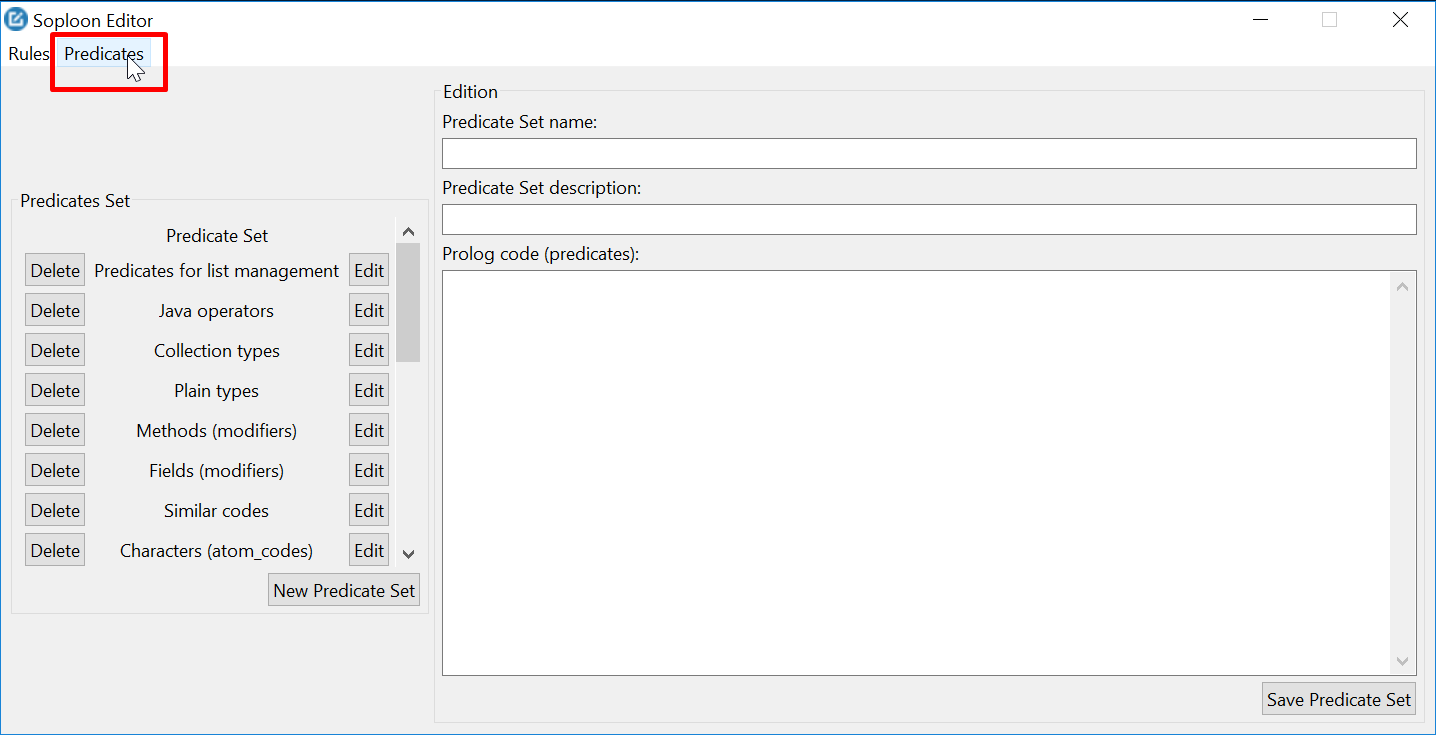 Soploon Editor
Rules Predicates
Predicates Set
Predicate Set
Delete Predicates for list management Edit
Delete Java operators Edit
Delete Collection types Edit
Delete Plain types Edit
Delete Methods (modifiers) Edit
Delete Fields (modifiers) Edit
Delete Similar codes Edit
Delete Characters (atom_codes) Edit
New Predicate Set
Edition
Predicate Set name:
Predicate Set description:
Prolog code (predicates):
Save Predicate Set